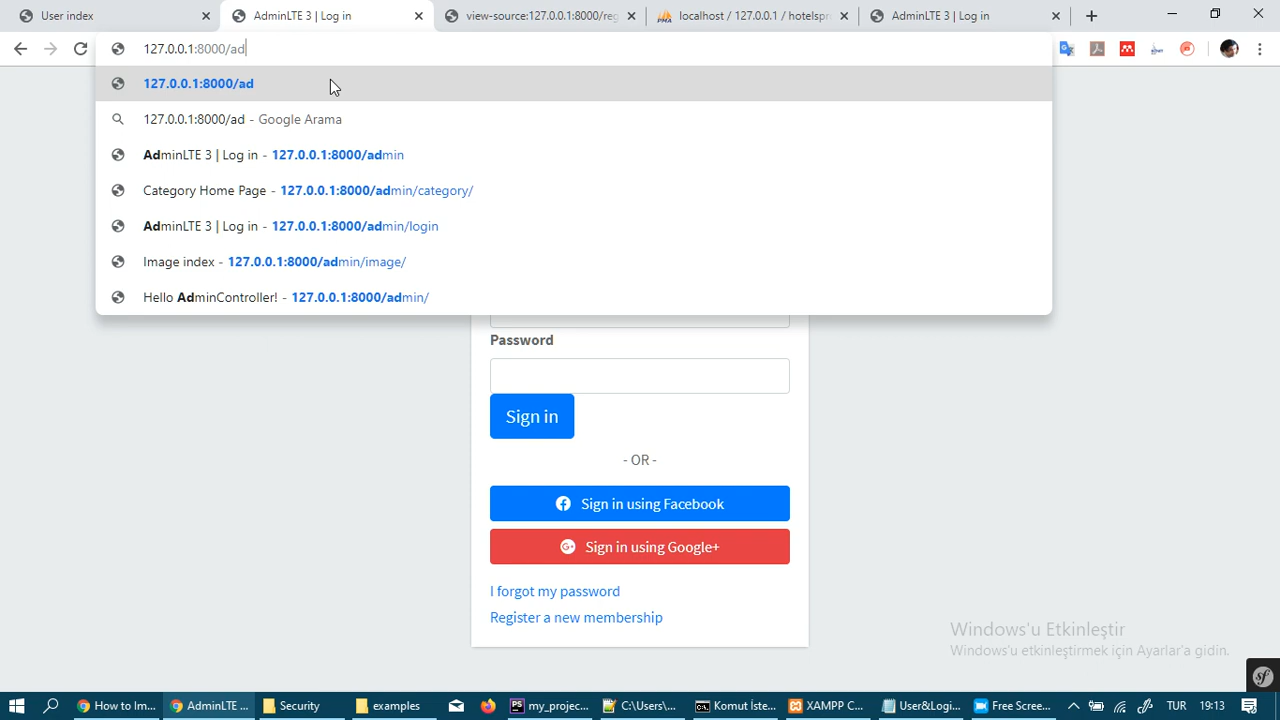 User index
AdminLTE 3 | Log in
view-source:127.0.0.1:8000/reg
localhost / 127.0.0.1 / hotelspr
AdminLTE 3 | Log in
127.0.0.1:8000/ad
127.0.0.1:8000/ad
127.0.0.1:8000/ad - Google Arama
AdminLTE 3 | Log in - 127.0.0.1:8000/admin
Category Home Page - 127.0.0.1:8000/admin/category/
AdminLTE 3 | Log in - 127.0.0.1:8000/admin/login
Image index - 127.0.0.1:8000/admin/image/
Hello AdminController! - 127.0.0.1:8000/admin/
Password
Sign in
- OR -
Sign in using Facebook
Sign in using Google+
I forgot my password
Register a new membership
Windows'u Etkinleştir
Windows'u etkinleştirmek için Ayarlar'a gidin.
How to Im...
AdminLTE ...
Security
examples
my_projec...
C:\Users\...
Komut İste...
XAMPP C...
User&Logi...
Free Scree...
TUR
19:13